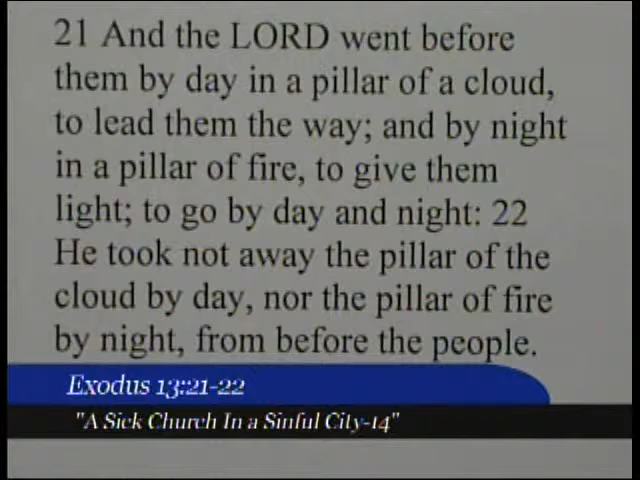 21 And the LORD went before
them by day in a pillar of a cloud,
to lead them the way; and by night
in a pillar of fire, to give them
light; to go by day and night: 22
He took not away the pillar of the
cloud by day, nor the pillar of fire
by night, from before the people.
Exodus 13:21-22
"A Sick Church In a Sinful City-14"